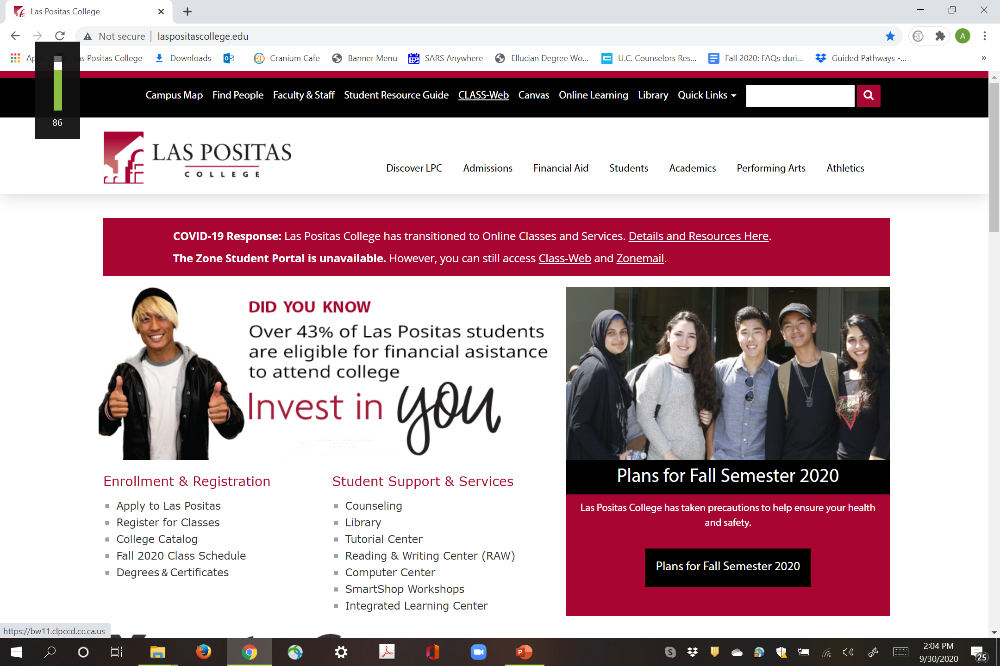 Las Positas College
Not secure laspositascollege.edu
Apps Las Positas College Downloads Cranium Cafe Banner Menu SARS Anywhere Ellucian Degree Wo... U.C. Counselors Res... Fall 2020: FAQs duri... Guided Pathways -... »
Campus Map Find People Faculty & Staff Student Resource Guide CLASS-Web Canvas Online Learning Library Quick Links
86
LAS POSITAS
COLLEGE
Discover LPC Admissions Financial Aid Students Academics Performing Arts Athletics
COVID-19 Response: Las Positas College has transitioned to Online Classes and Services. Details and Resources Here.
The Zone Student Portal is unavailable. However, you can still access Class-Web and Zonemail.
DID YOU KNOW
Over 43% of Las Positas students
are eligible for financial asistance
to attend college
Invest in you
Enrollment & Registration
Apply to Las Positas
Register for Classes
College Catalog
Fall 2020 Class Schedule
Degrees & Certificates
Student Support & Services
Counseling
Library
Tutorial Center
Reading & Writing Center (RAW)
Computer Center
SmartShop Workshops
Integrated Learning Center
Plans for Fall Semester 2020
Las Positas College has taken precautions to help ensure your health
and safety.
Plans for Fall Semester 2020
https://bw11.clpccd.cc.ca.us
2:04 PM
9/30/2020
25